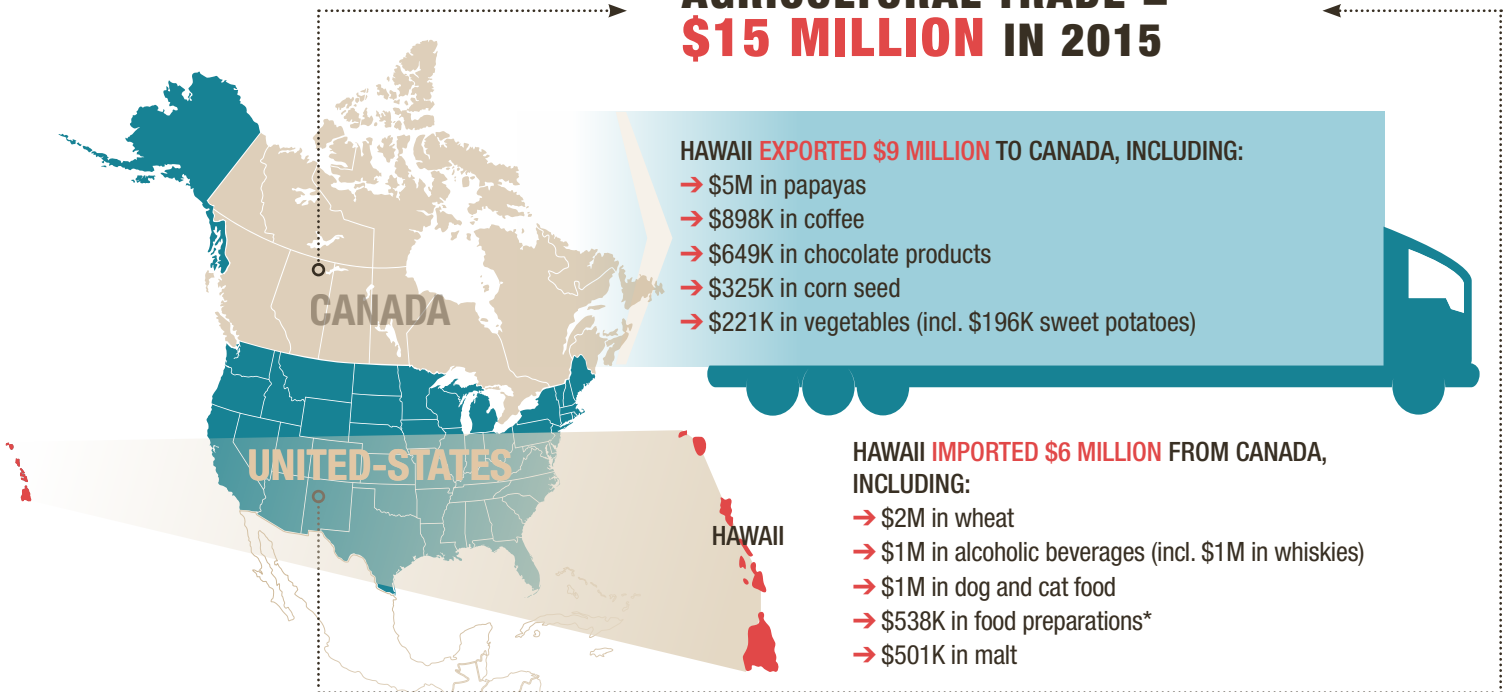 AGRICULTURAL TRADE =
$15 MILLION IN 2015
HAWAII EXPORTED $9 MILLION TO CANADA, INCLUDING:
➔ $5M in papayas
➔ $898K in coffee
➔ $649K in chocolate products
➔ $325K in corn seed
➔ $221K in vegetables (incl. $196K sweet potatoes)
CANADA
UNITED-STATES
HAWAII
HAWAII IMPORTED $6 MILLION FROM CANADA,
INCLUDING:
➔ $2M in wheat
➔ $1M in alcoholic beverages (incl. $1M in whiskies)
➔ $1M in dog and cat food
➔ $538K in food preparations*
➔ $501K in malt